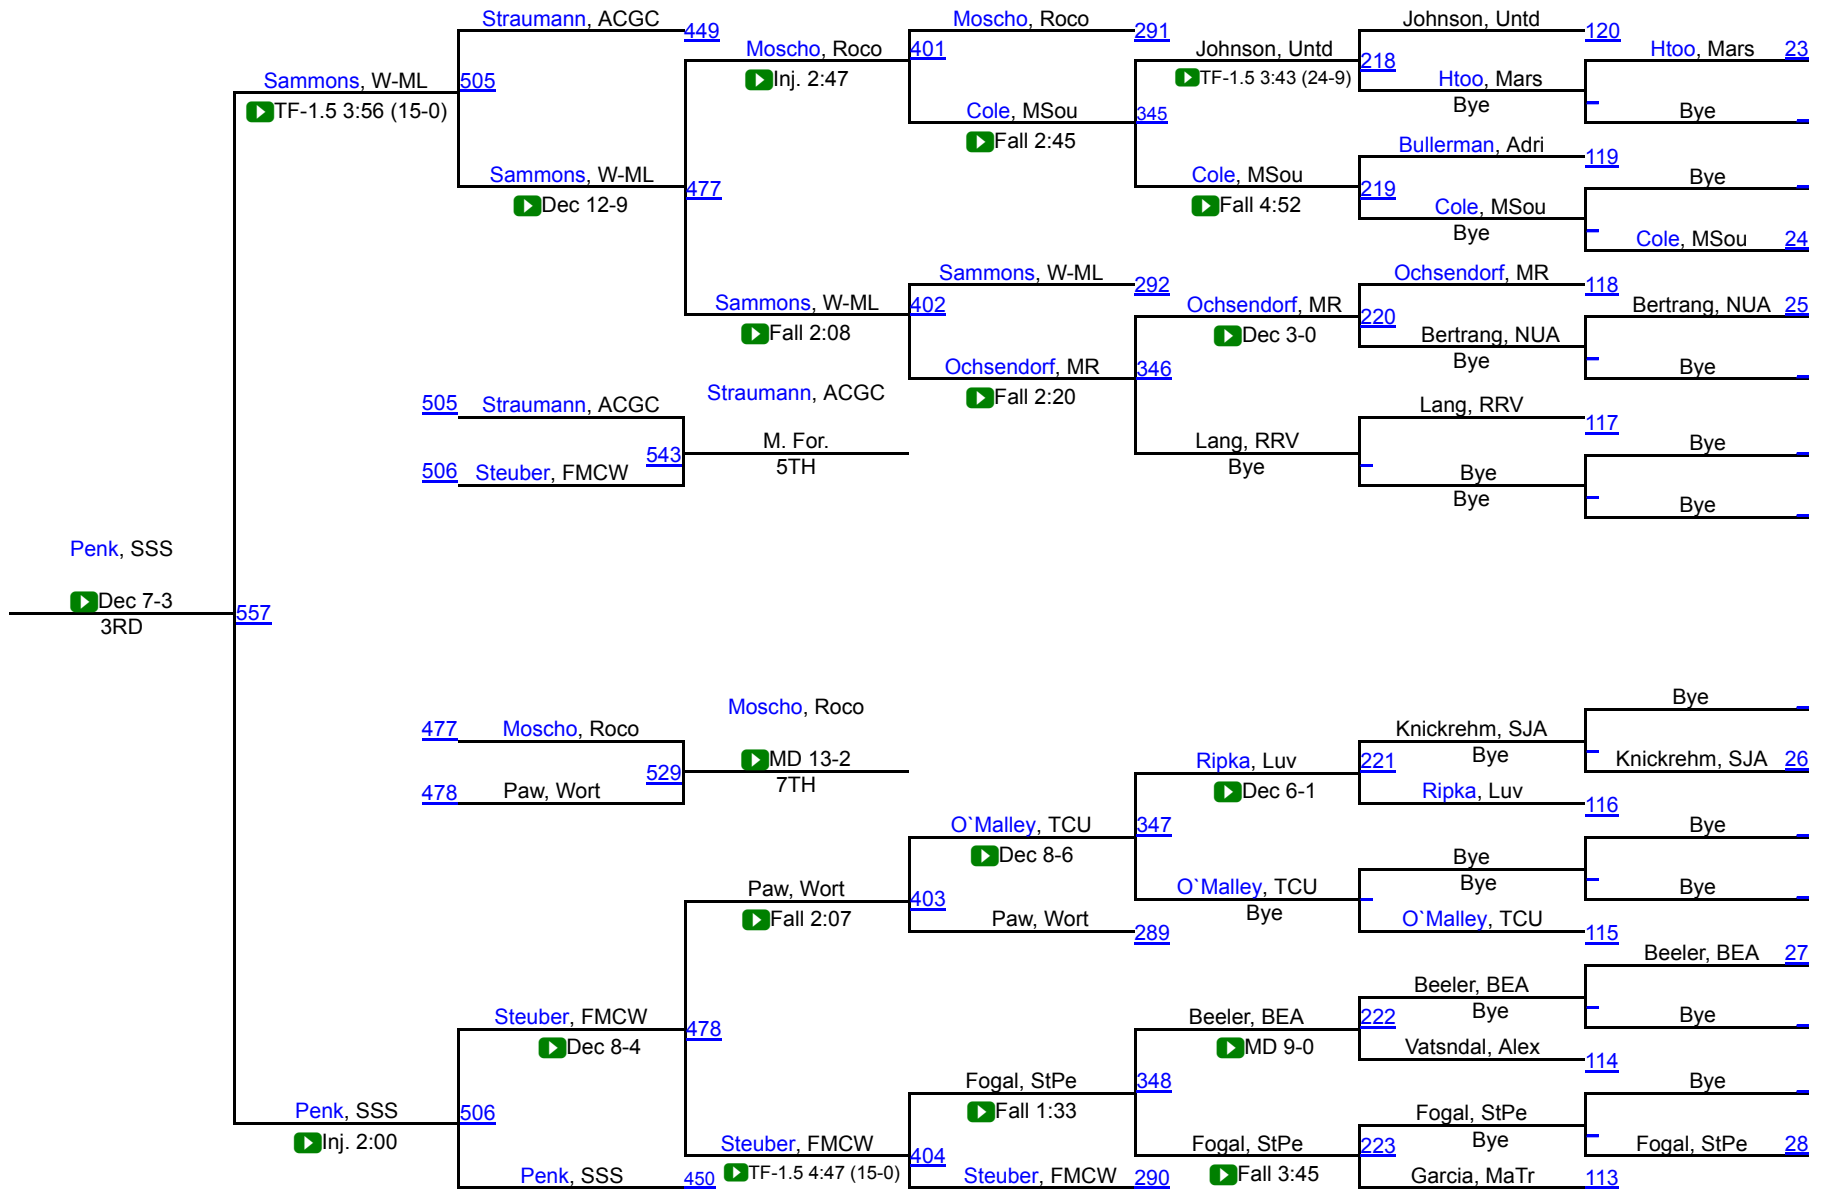 Straumann, ACGC
449
Moscho, Roco
291
Johnson, Untd
120
Moscho, Roco
401
Johnson, Untd
Htoo, Mars 23
Sammons, W-ML
505
Inj. 2:47
TF-1.5 3:43 (24-9)
218
Htoo, Mars
Bye
TF-1.5 3:56 (15-0)
Cole, MSou
345
Bye
Fall 2:45
Bullerman, Adri
119
Sammons, W-ML
477
Cole, MSou
219
Bye
Dec 12-9
Fall 4:52
Cole, MSou
Bye
Cole, MSou 24
Sammons, W-ML
292
Ochsendorf, MR
118
Sammons, W-ML
402
Ochsendorf, MR
220
Bertrang, NUA 25
Fall 2:08
Dec 3-0
Bertrang, NUA
Bye
Ochsendorf, MR
346
Bye
Fall 2:20
505 Straumann, ACGC
Straumann, ACGC
Lang, RRV
117
543
M. For.
5TH
Lang, RRV
Bye
Bye
506 Steuber, FMCW
Bye
Bye
Bye
Penk, SSS
Dec 7-3
3RD
557
Bye
477 Moscho, Roco
Moscho, Roco
Knickrehm, SJA
Bye
529
MD 13-2
7TH
Ripka, Luv
221
Knickrehm, SJA 26
478 Paw, Wort
Dec 6-1
Ripka, Luv
116
O`Malley, TCU
347
Bye
Dec 8-6
Bye
Bye
Paw, Wort
403
O`Malley, TCU
Bye
Bye
Fall 2:07
Paw, Wort
289
O`Malley, TCU
115
Beeler, BEA 27
Steuber, FMCW
478
Beeler, BEA
222
Beeler, BEA
Bye
Bye
Dec 8-4
MD 9-0
Vatsndal, Alex
114
Fogal, StPe
348
Bye
Penk, SSS
506
Fall 1:33
Fogal, StPe
Bye
Inj. 2:00
Steuber, FMCW
404
Fogal, StPe
223
Fogal, StPe 28
Penk, SSS
450
TF-1.5 4:47 (15-0)
Steuber, FMCW
290
Fall 3:45
Garcia, MaTr
113